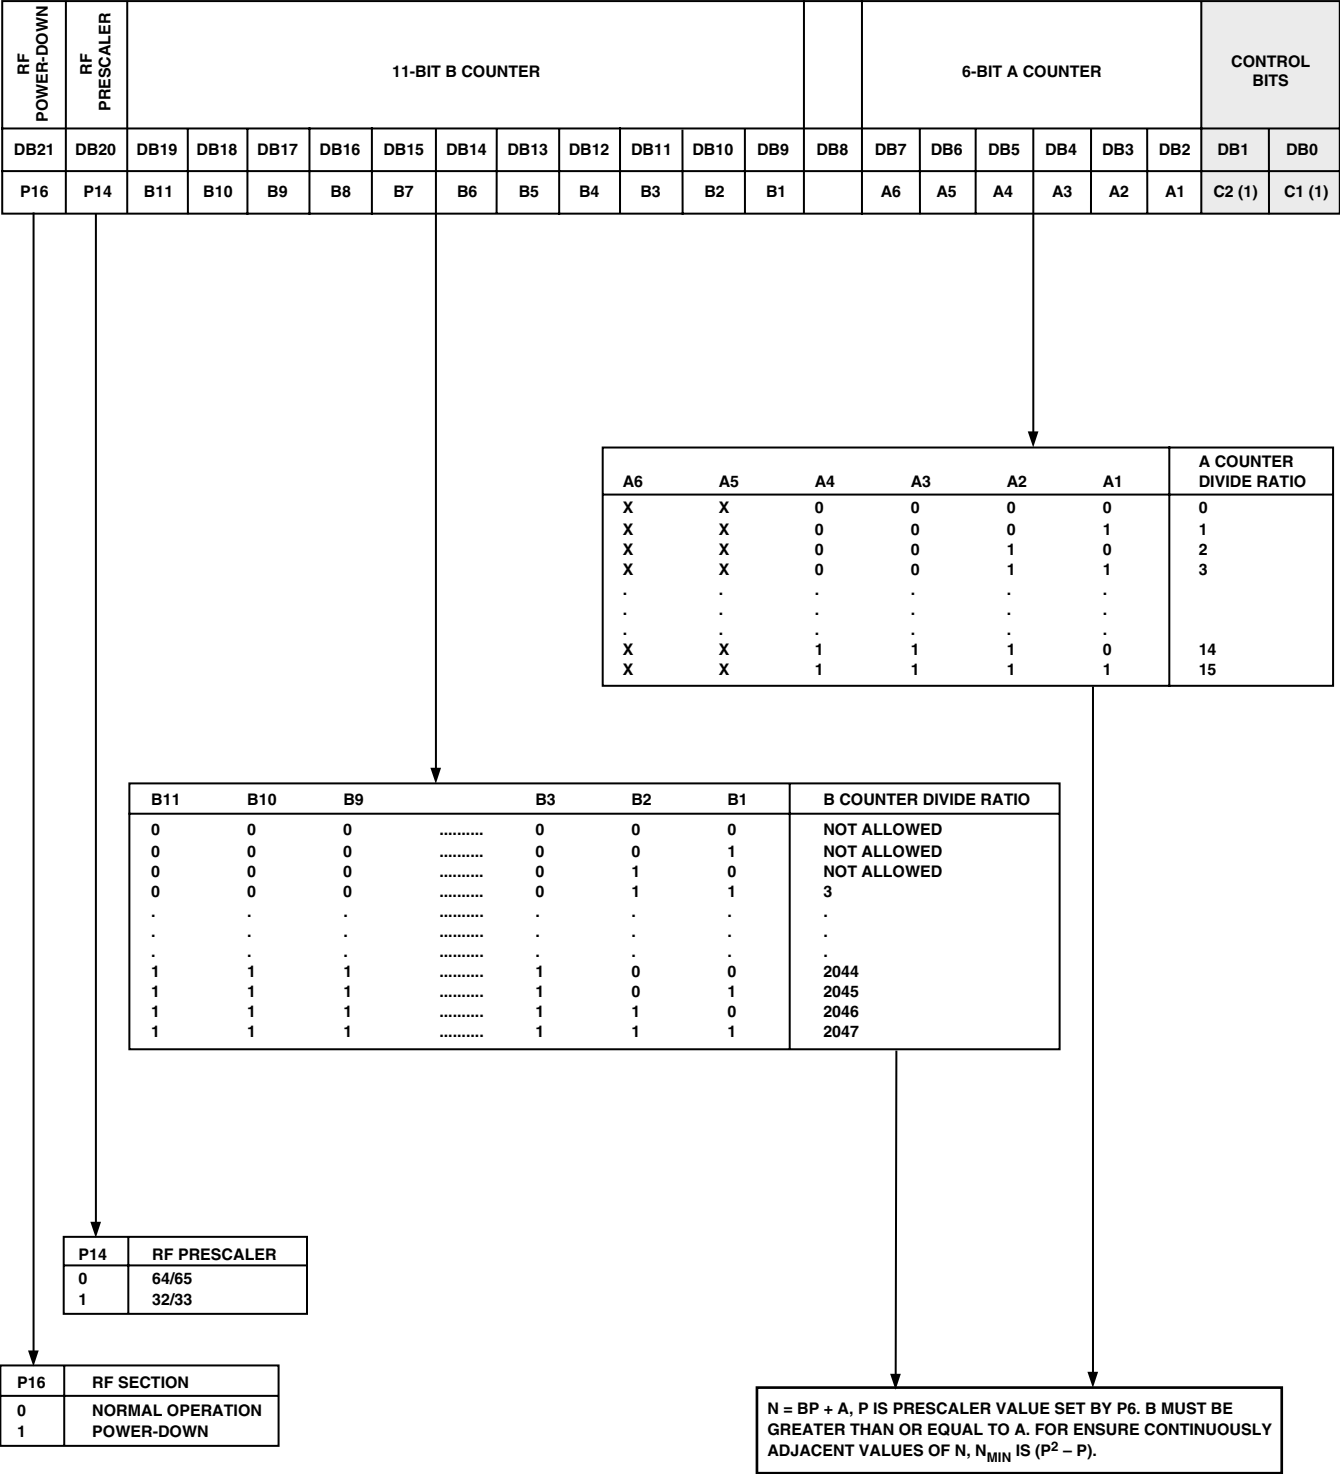 RF POWER-DOWN
RF PRESCALER
11-BIT B COUNTER
6-BIT A COUNTER
CONTROL BITS
DB21 DB20 DB19 DB18 DB17 DB16 DB15 DB14 DB13 DB12 DB11 DB10 DB9 DB8 DB7 DB6 DB5 DB4 DB3 DB2 DB1 DB0
P16 P14 B11 B10 B9 B8 B7 B6 B5 B4 B3 B2 B1 A6 A5 A4 A3 A2 A1 C2 (1) C1 (1)
A COUNTER
A6 A5 A4 A3 A2 A1 DIVIDE RATIO
X X 0 0 0 0 0
X X 0 0 0 1 1
X X 0 0 1 0 2
X X 0 0 1 1 3
. . . . . .
. . . . . .
. . . . . .
X X 1 1 1 0 14
X X 1 1 1 1 15
B11 B10 B9 B3 B2 B1 B COUNTER DIVIDE RATIO
0 0 0 .......... 0 0 0 NOT ALLOWED
0 0 0 .......... 0 0 1 NOT ALLOWED
0 0 0 .......... 0 1 0 NOT ALLOWED
0 0 0 .......... 0 1 1 3
. . . .......... . . . .
. . . .......... . . . .
. . . .......... . . . .
1 1 1 .......... 1 0 0 2044
1 1 1 .......... 1 0 1 2045
1 1 1 .......... 1 1 0 2046
1 1 1 .......... 1 1 1 2047
P14 RF PRESCALER
0 64/65
1 32/33
P16 RF SECTION
0 NORMAL OPERATION
1 POWER-DOWN
N = BP + A, P IS PRESCALER VALUE SET BY P6. B MUST BE
GREATER THAN OR EQUAL TO A. FOR ENSURE CONTINUOUSLY
ADJACENT VALUES OF N, NMIN IS (P2 – P).